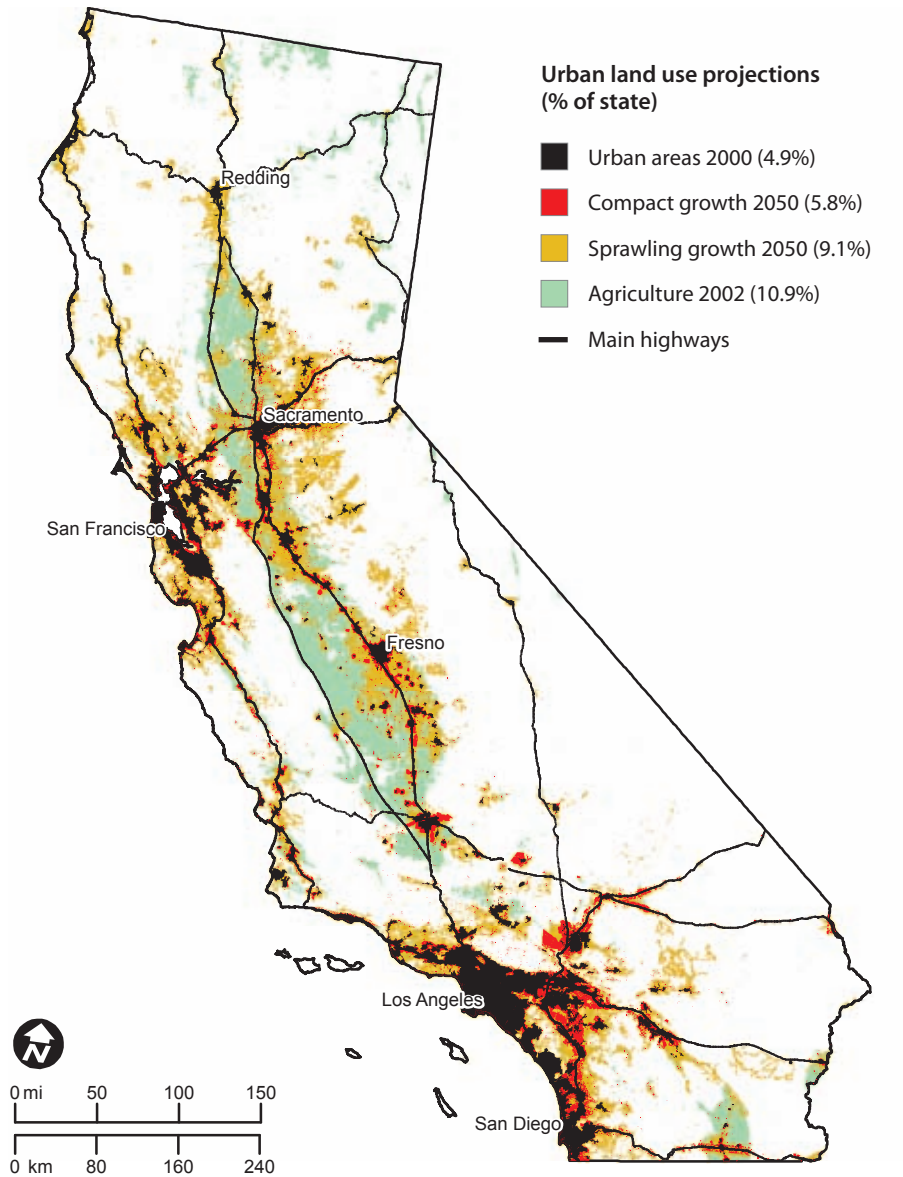 Urban land use projections
(% of state)
Urban areas 2000 (4.9%)
Compact growth 2050 (5.8%)
Sprawling growth 2050 (9.1%)
Agriculture 2002 (10.9%)
Main highways
Redding
Sacramento
San Francisco
Fresno
Los Angeles
San Diego
N
0 mi 50 100 150
0 km 80 160 240